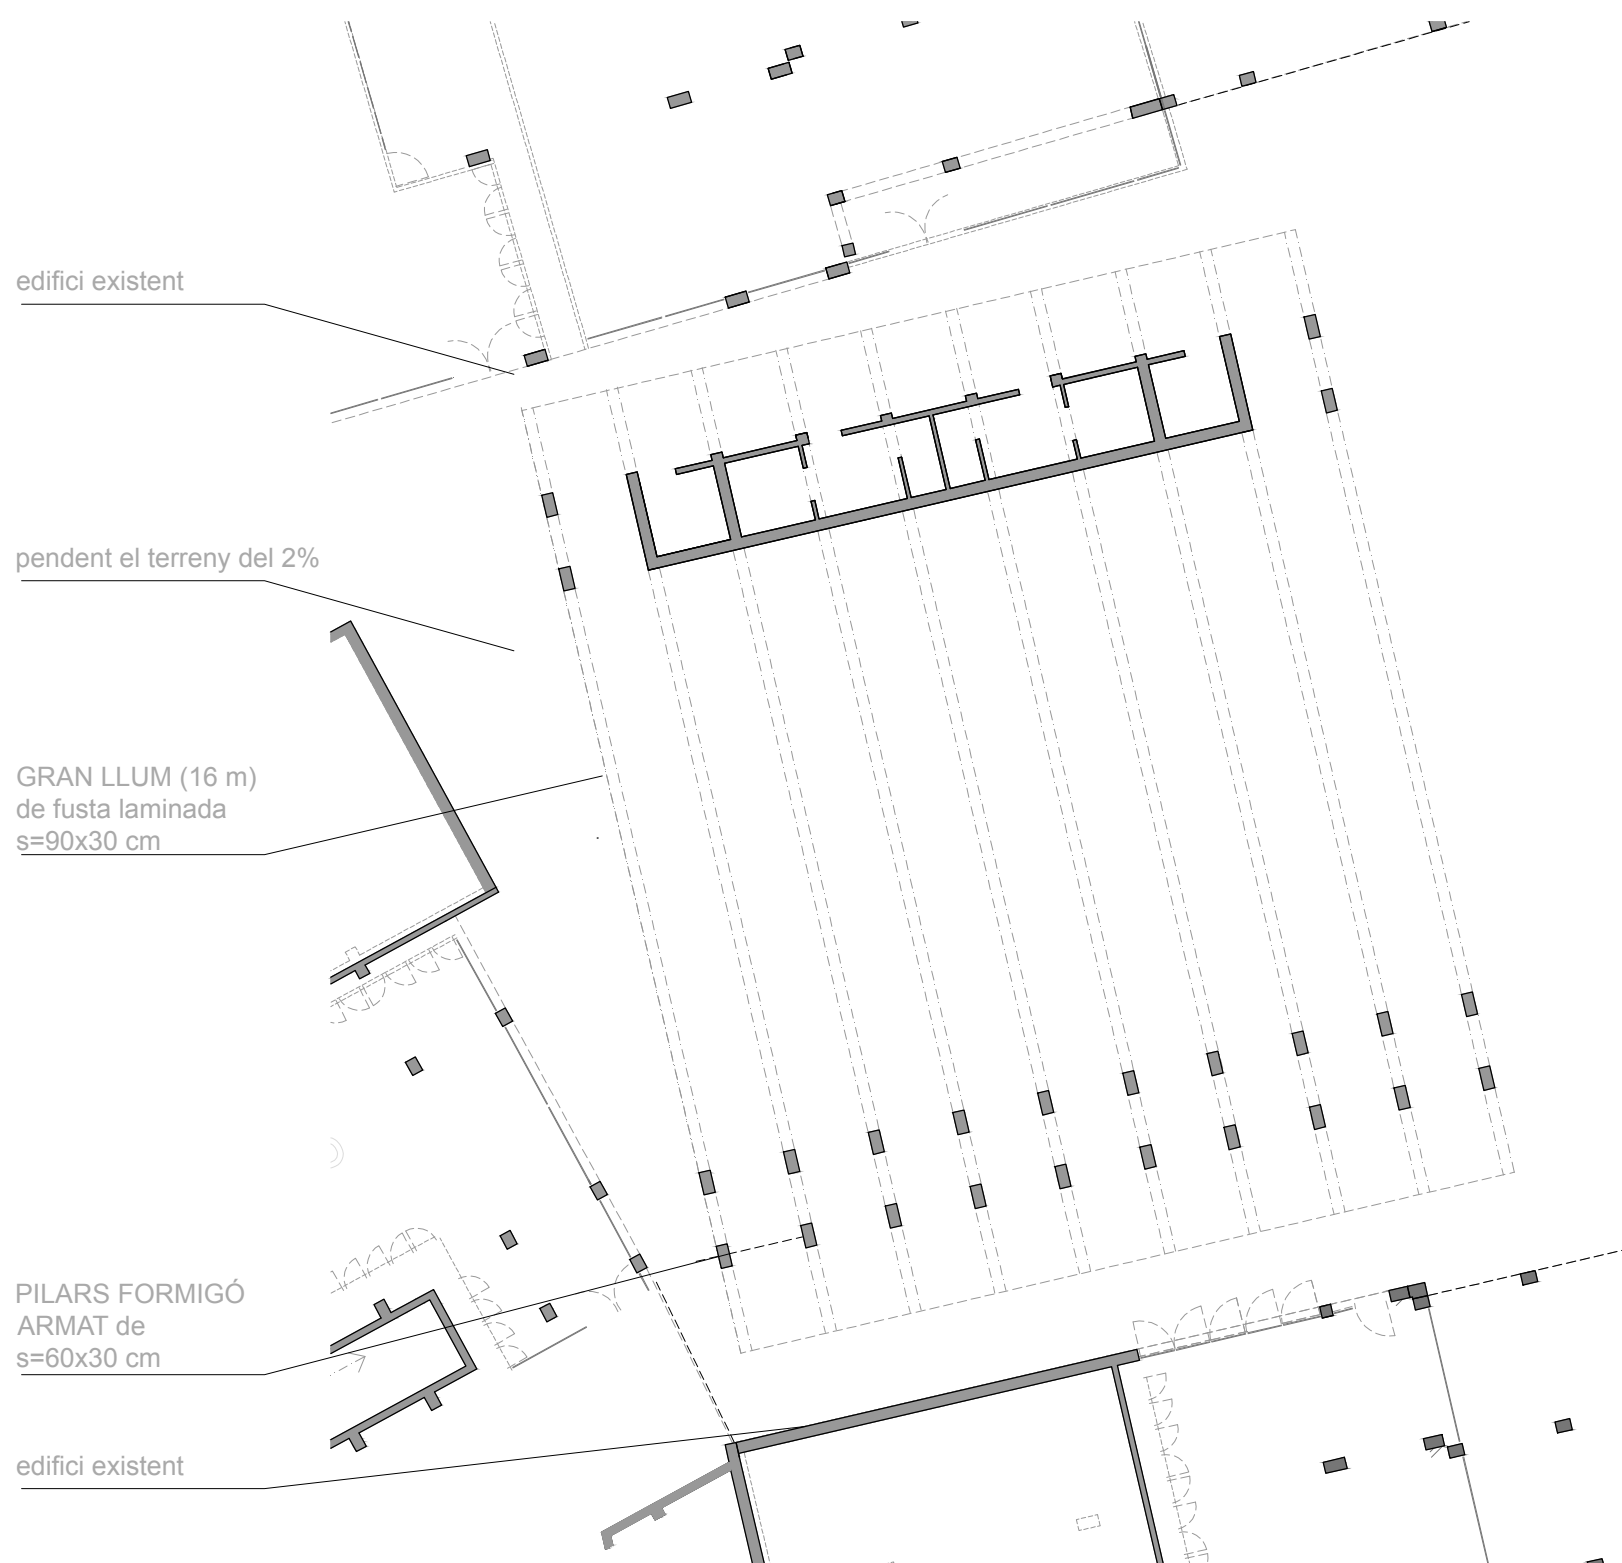 edifici existent
pendent el terreny del 2%
GRAN LLUM (16 m)
de fusta laminada
s=90x30 cm
PILARS FORMIGÓ
ARMAT de
s=60x30 cm
edifici existent